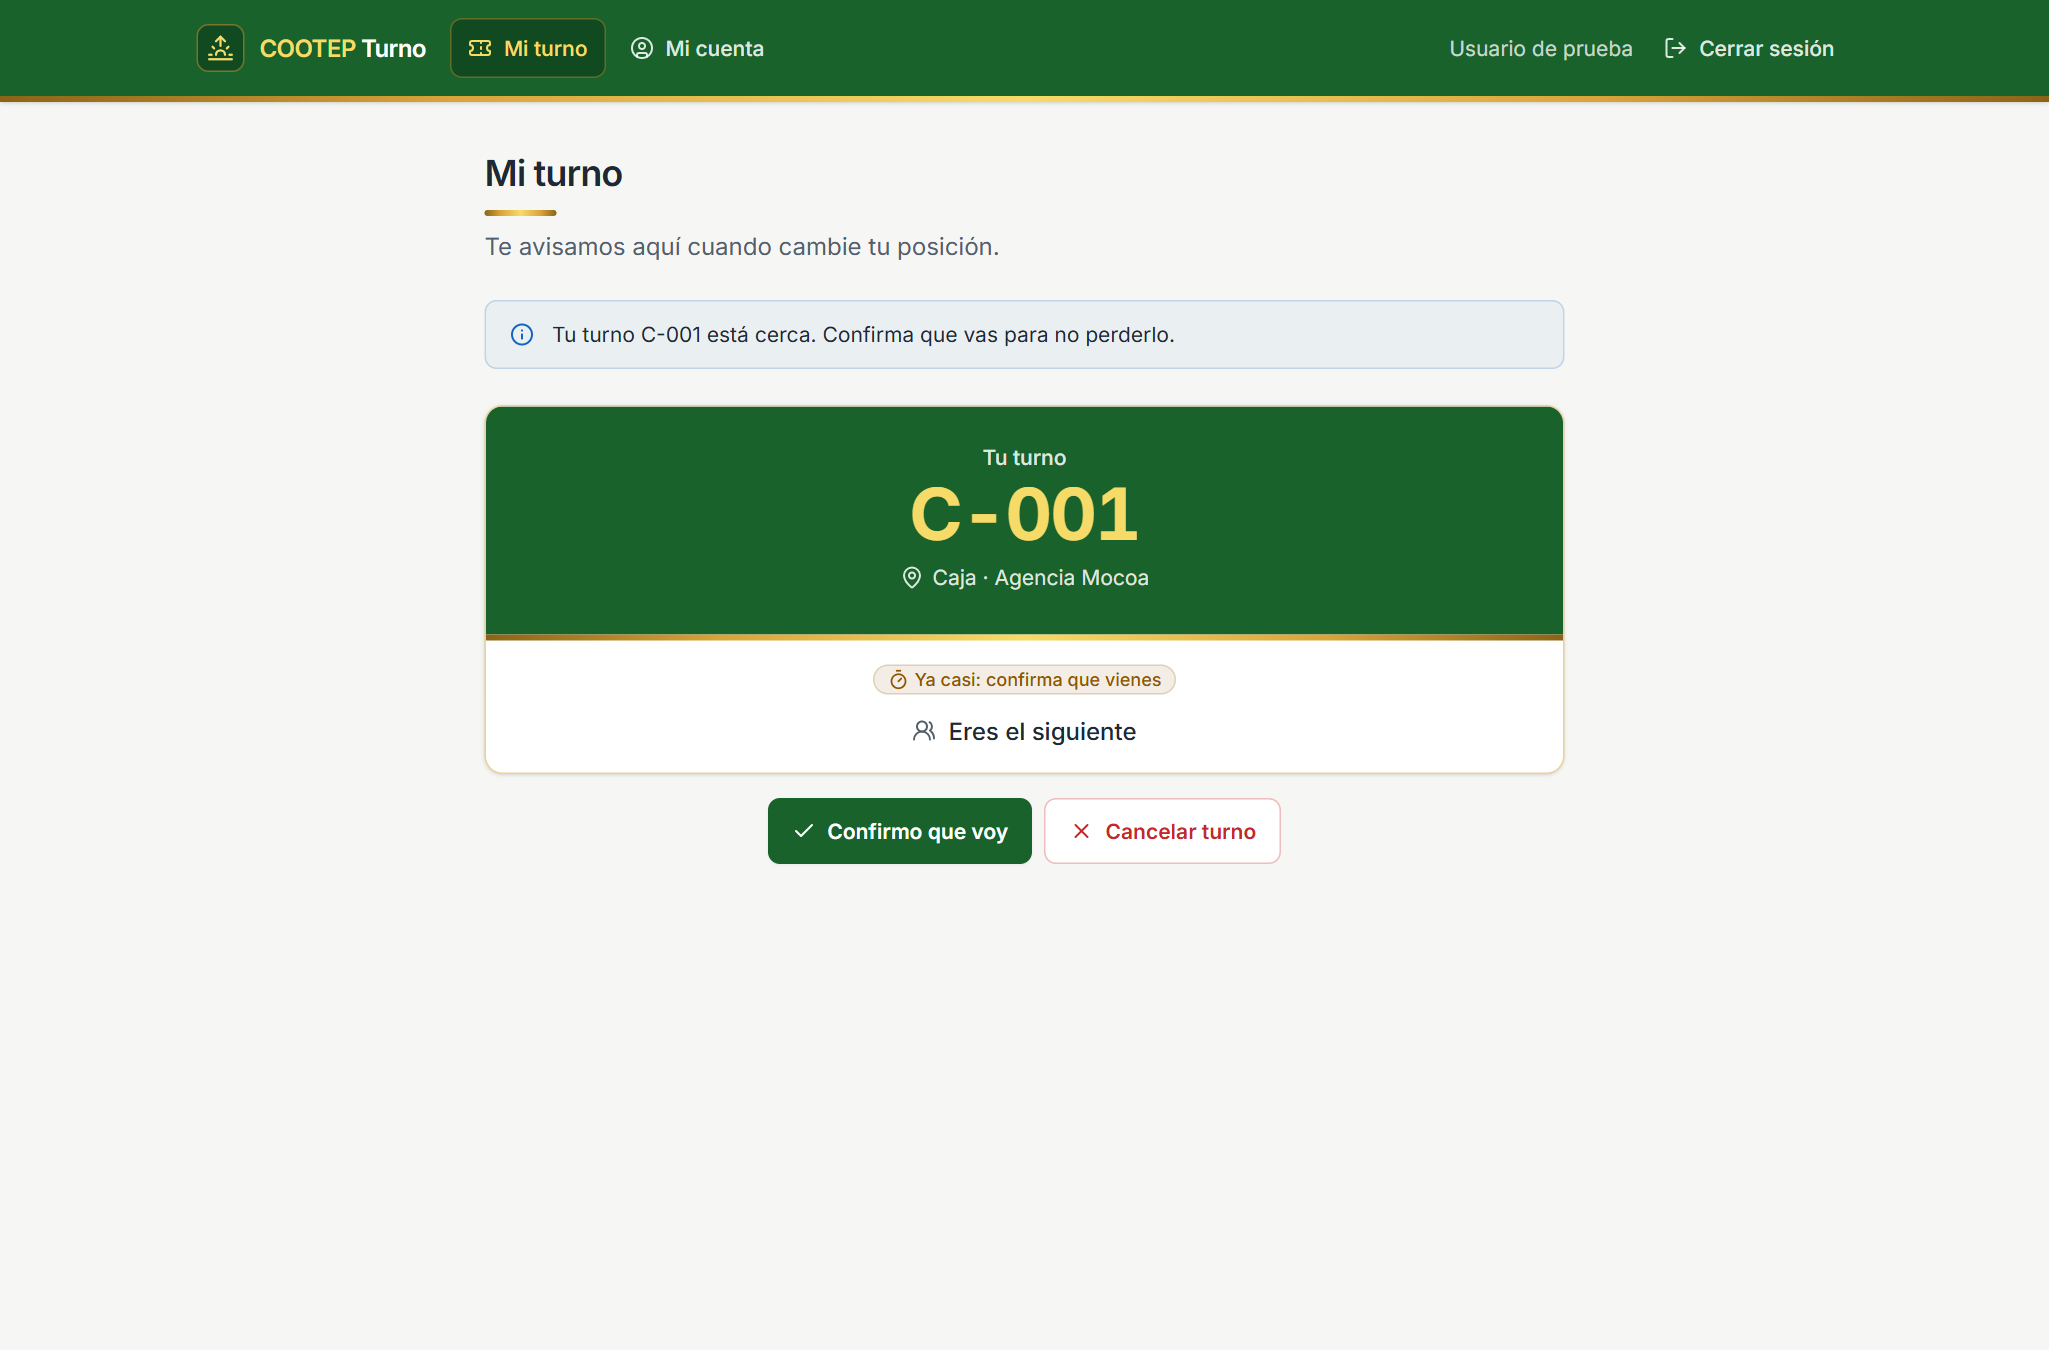 COOTEP Turno
Mi turno
Mi cuenta
Usuario de prueba
Cerrar sesión
Mi turno
Te avisamos aquí cuando cambie tu posición.
Tu turno C-001 está cerca. Confirma que vas para no perderlo.
Tu turno
C-001
Caja · Agencia Mocoa
Ya casi: confirma que vienes
Eres el siguiente
Confirmo que voy
Cancelar turno